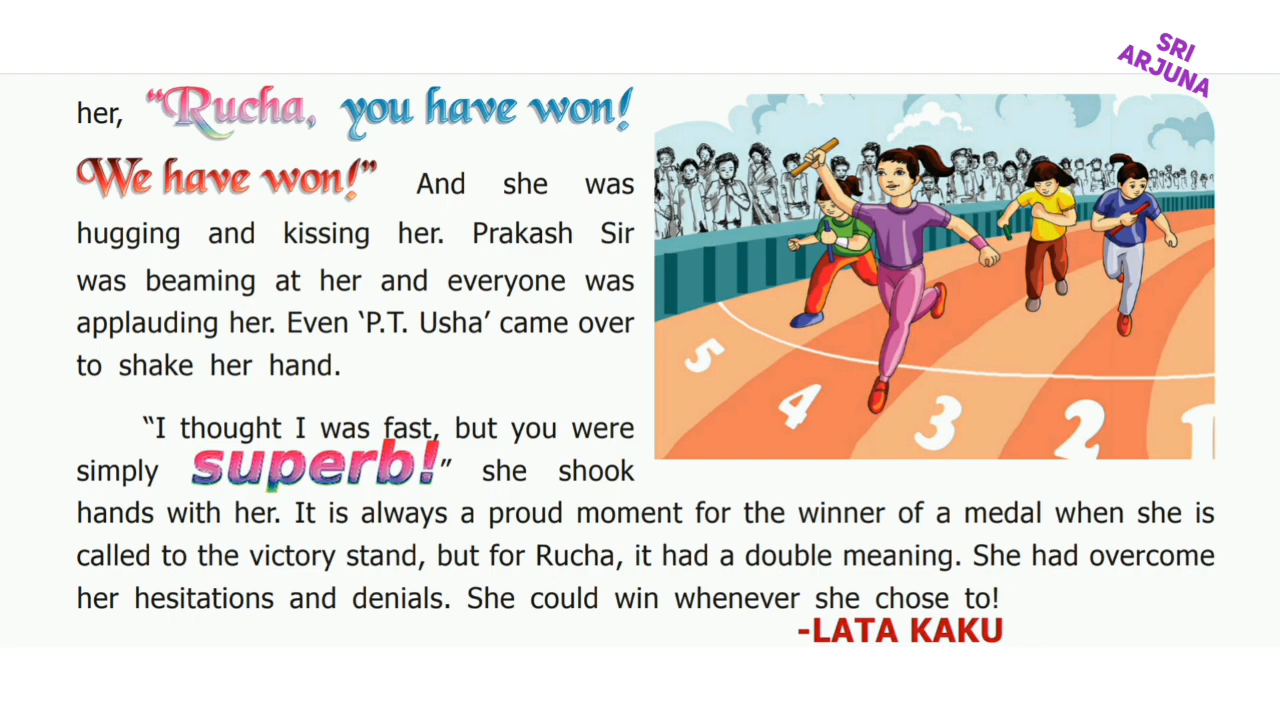 SRI
ARJUNA
her, “Rucha, you have won!
We have won!” And she was
hugging and kissing her. Prakash Sir
was beaming at her and everyone was
applauding her. Even ‘P.T. Usha’ came over
to shake her hand.
“I thought I was fast, but you were
simply superb!” she shook
hands with her. It is always a proud moment for the winner of a medal when she is
called to the victory stand, but for Rucha, it had a double meaning. She had overcome
her hesitations and denials. She could win whenever she chose to!
-LATA KAKU
5
4
3
2
1